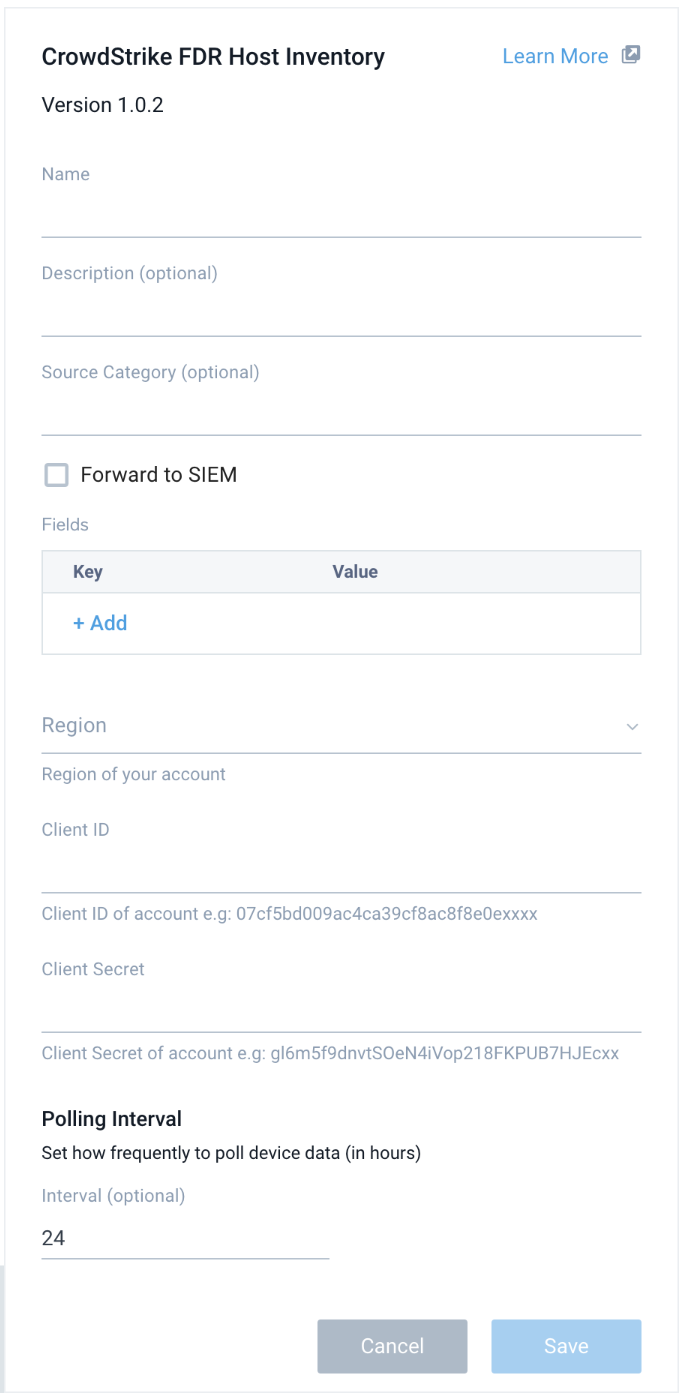 CrowdStrike FDR Host Inventory
Learn More
Version 1.0.2
Name
Description (optional)
Source Category (optional)
Forward to SIEM
Fields
Key Value
+ Add
Region
Region of your account
Client ID
Client ID of account e.g: 07cf5bd009ac4ca39cf8ac8f8e0exxxx
Client Secret
Client Secret of account e.g: gl6m5f9dnvtSOeN4iVop218FKPUB7HJEcxx
Polling Interval
Set how frequently to poll device data (in hours)
Interval (optional)
24
Cancel Save